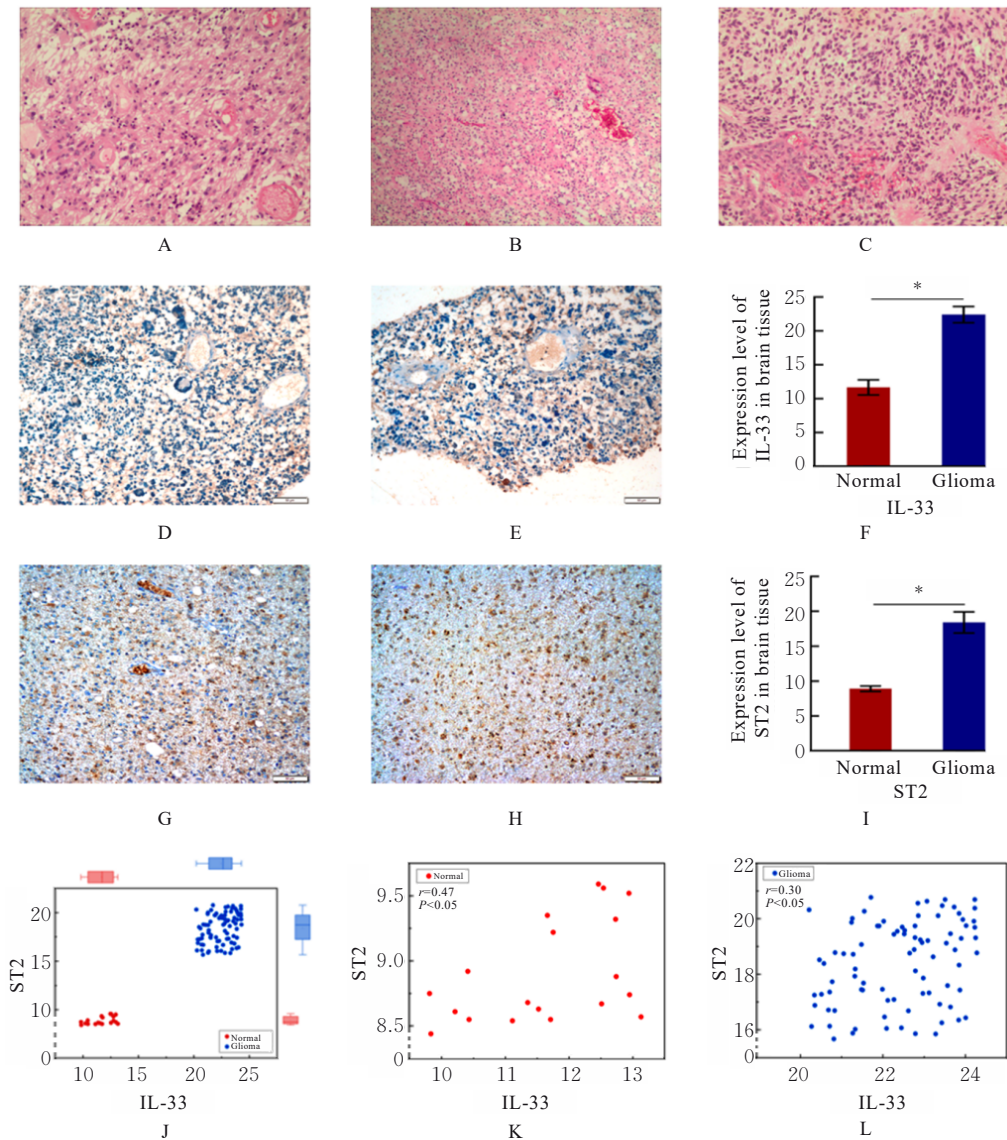 A
B
C
Expression level of
IL-33 in brain tissue
25
20
15
10
5
0
*
Normal
Glioma
IL-33
D
E
F
Expression level of
ST2 in brain tissue
25
20
15
10
5
0
*
Normal
Glioma
ST2
G
H
I
ST2
20
15
10
0
Normal
Glioma
10
15
20
25
IL-33
J
ST2
9.5
9.0
8.5
0
Normal
r=0.47
P<0.05
10
11
12
13
IL-33
K
ST2
22
20
18
16
0
Glioma
r=0.30
P<0.05
20
22
24
IL-33
L